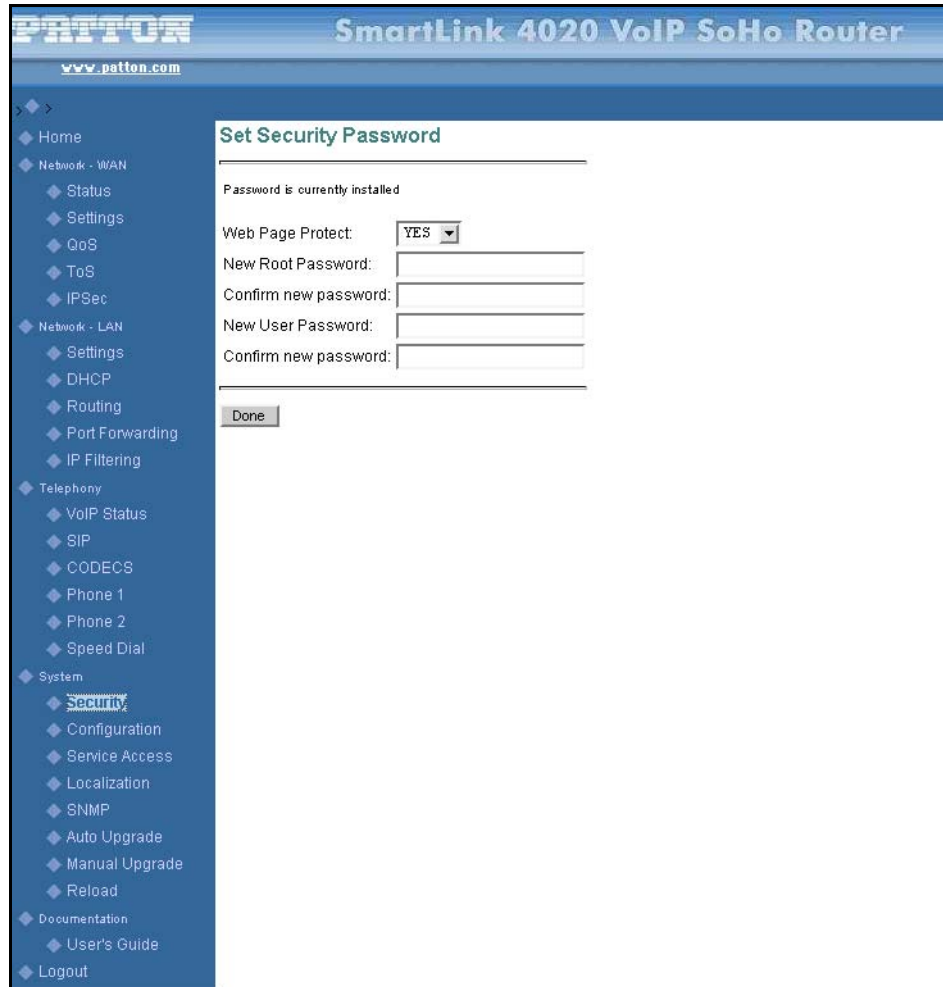 PATTON
SmartLink 4020 VoIP SoHo Router
www.patton.com
> >
Home
Network - WAN
Status
Settings
QoS
ToS
IPSec
Network - LAN
Settings
DHCP
Routing
Port Forwarding
IP Filtering
Telephony
VoIP Status
SIP
CODECS
Phone 1
Phone 2
Speed Dial
System
Security
Configuration
Service Access
Localization
SNMP
Auto Upgrade
Manual Upgrade
Reload
Documentation
User's Guide
Logout
Set Security Password
Password is currently installed
Web Page Protect: YES
New Root Password:
Confirm new password:
New User Password:
Confirm new password:
Done